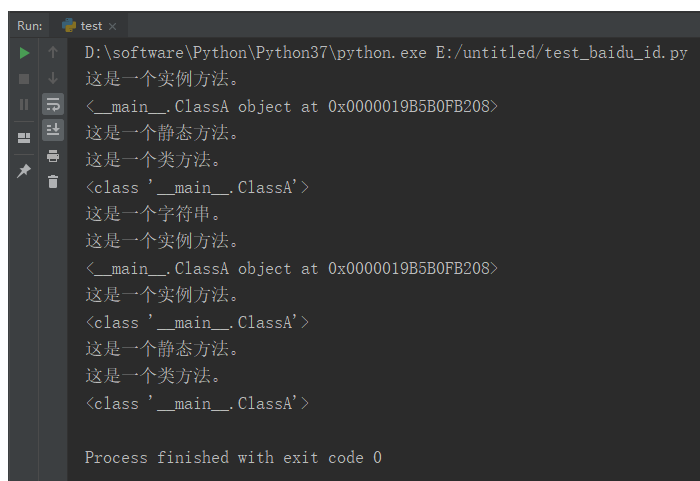 Run: test ×
D:\software\Python\Python37\python.exe E:/untitled/test_baidu_id.py
这是一个实例方法。
<__main__.ClassA object at 0x0000019B5B0FB208>
这是一个静态方法。
这是一个类方法。
<class '__main__.ClassA'>
这是一个字符串。
这是一个实例方法。
<__main__.ClassA object at 0x0000019B5B0FB208>
这是一个实例方法。
<class '__main__.ClassA'>
这是一个静态方法。
这是一个类方法。
<class '__main__.ClassA'>
Process finished with exit code 0